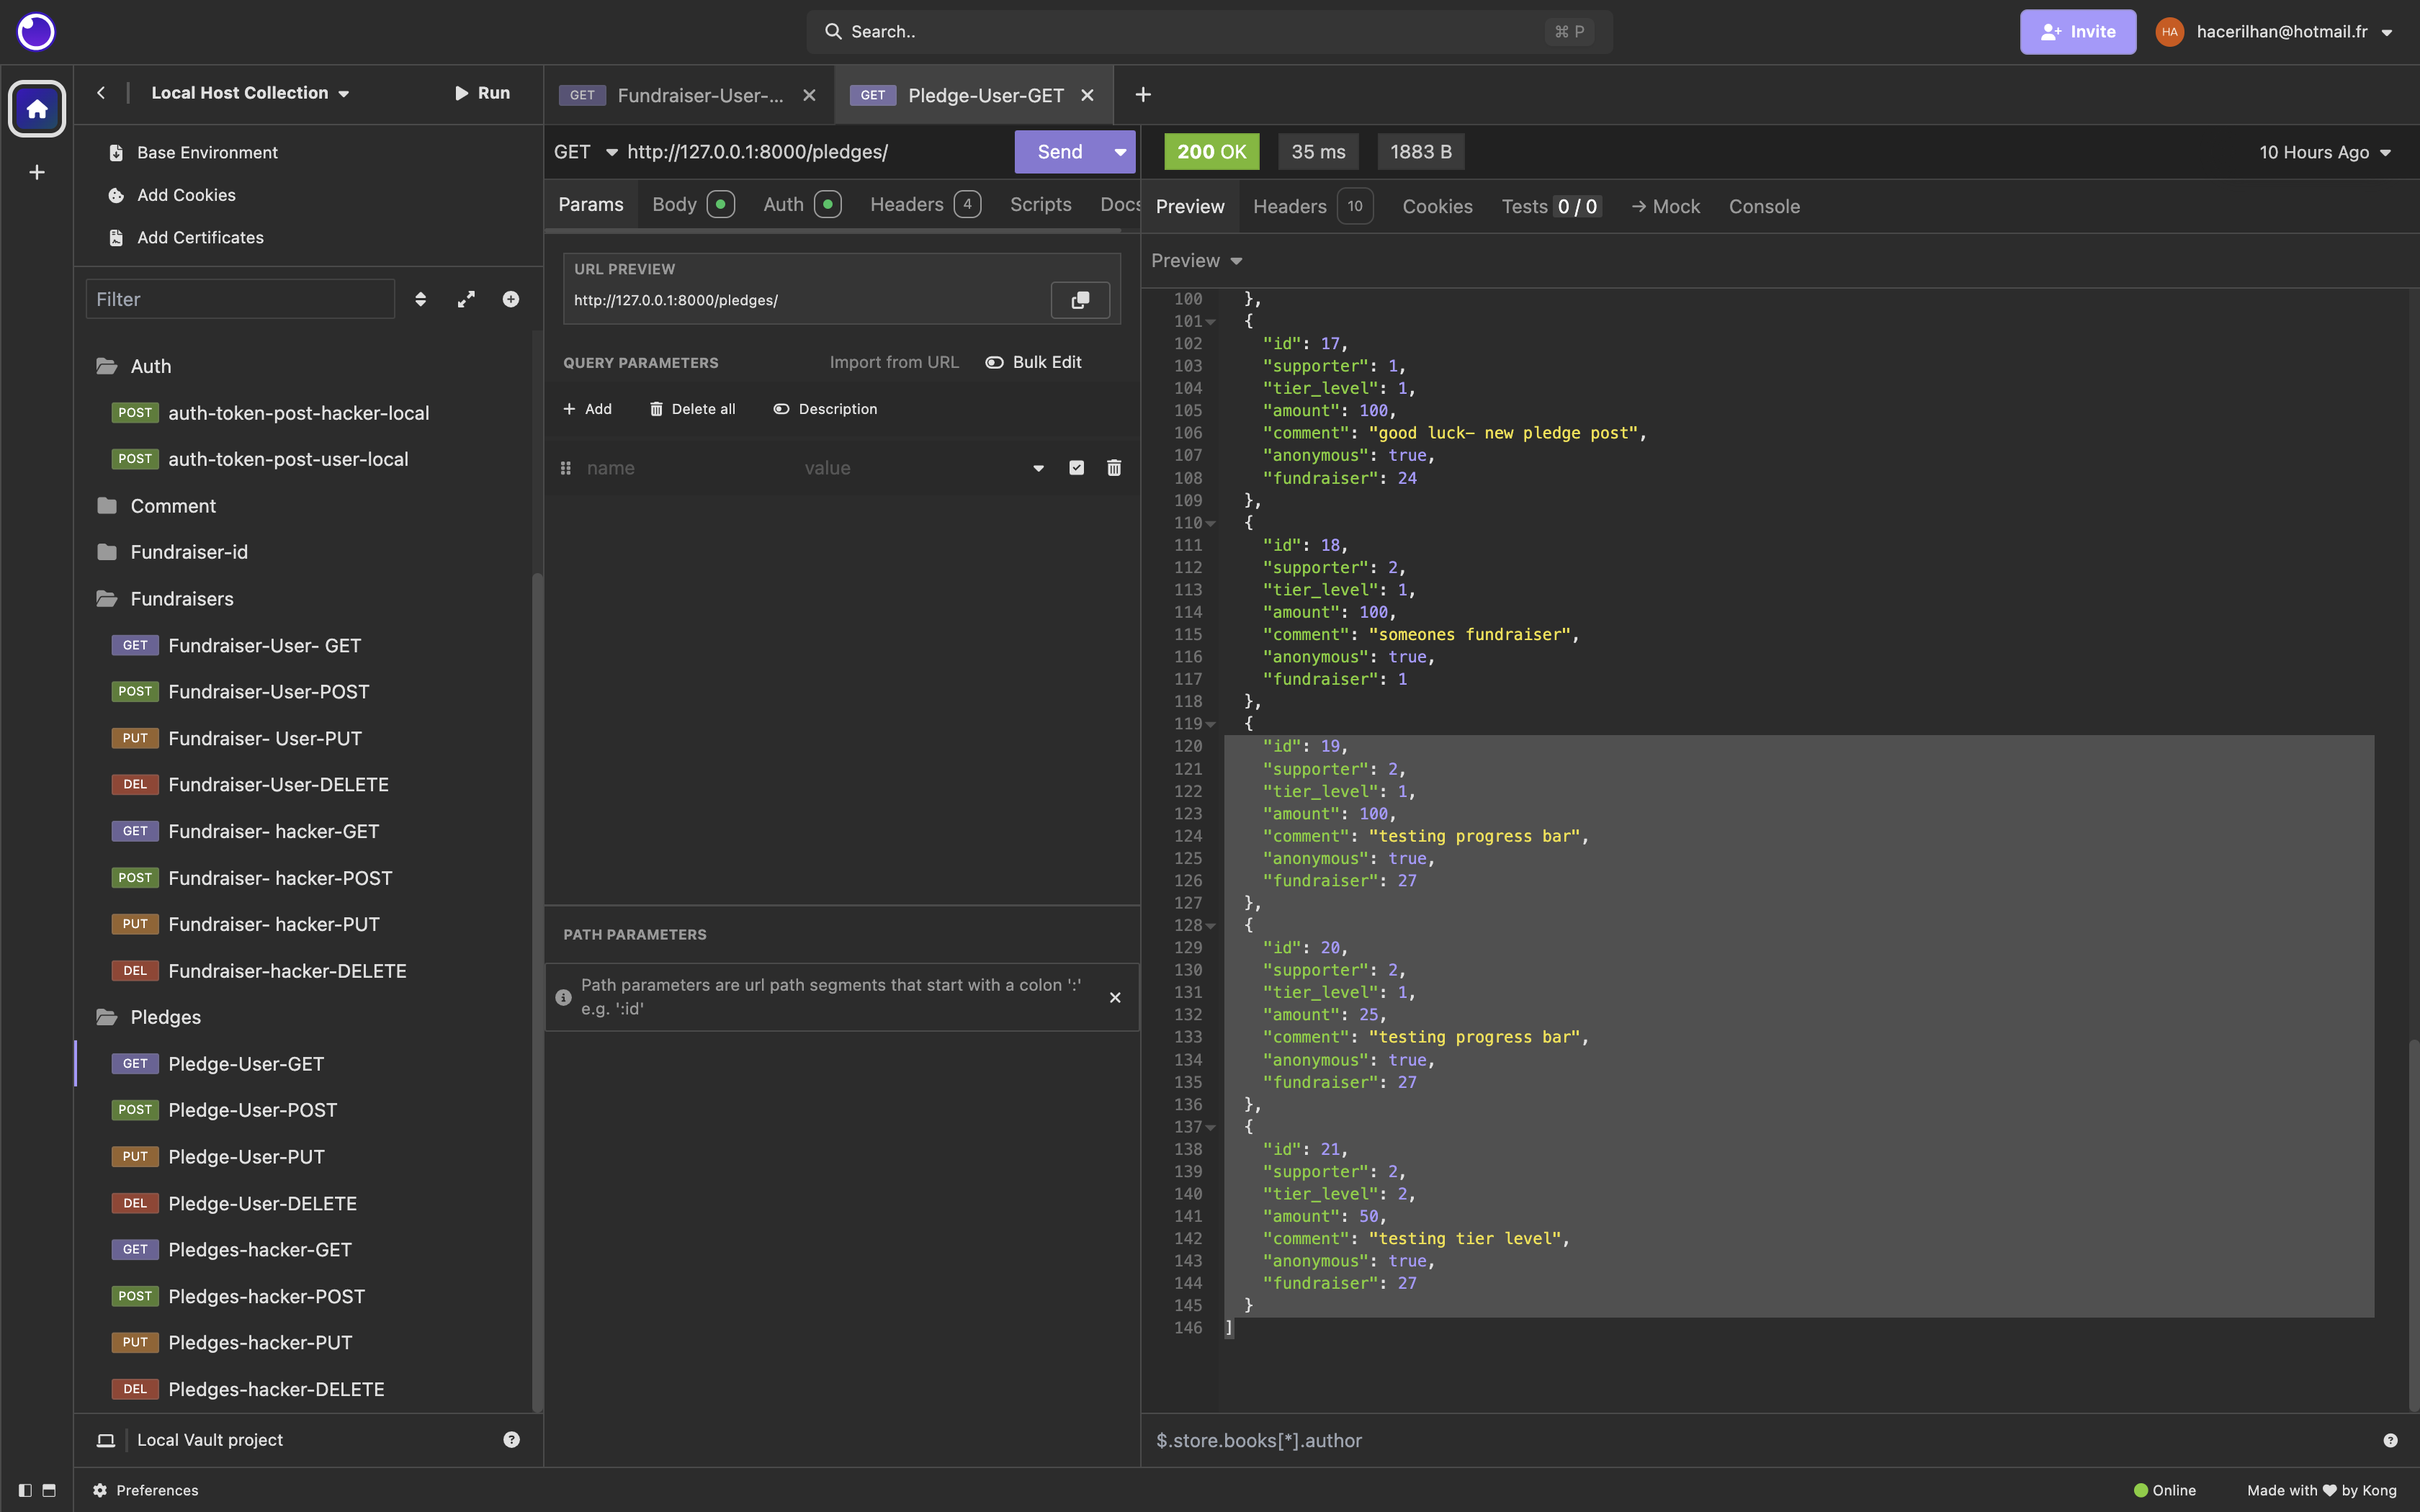 Search..
⌘ P
Invite
HA
hacerilhan@hotmail.fr
Local Host Collection
Run
Base Environment
Add Cookies
Add Certificates
Filter
Auth
POST auth-token-post-hacker-local
POST auth-token-post-user-local
Comment
Fundraiser-id
Fundraisers
GET Fundraiser-User- GET
POST Fundraiser-User-POST
PUT Fundraiser- User-PUT
DEL Fundraiser-User-DELETE
GET Fundraiser- hacker-GET
POST Fundraiser- hacker-POST
PUT Fundraiser- hacker-PUT
DEL Fundraiser-hacker-DELETE
Pledges
GET Pledge-User-GET
POST Pledge-User-POST
PUT Pledge-User-PUT
DEL Pledge-User-DELETE
GET Pledges-hacker-GET
POST Pledges-hacker-POST
PUT Pledges-hacker-PUT
DEL Pledges-hacker-DELETE
Local Vault project
Preferences
GET Fundraiser-User-...
GET Pledge-User-GET
GET http://127.0.0.1:8000/pledges/ Send
Params Body Auth Headers 4 Scripts Docs
URL PREVIEW
http://127.0.0.1:8000/pledges/
QUERY PARAMETERS Import from URL Bulk Edit
Add Delete all Description
name value
PATH PARAMETERS
Path parameters are url path segments that start with a colon ':'
e.g. ':id'
200 OK 35 ms 1883 B 10 Hours Ago
Preview Headers 10 Cookies Tests 0 / 0 → Mock Console
Preview
100 },
101 {
102 "id": 17,
103 "supporter": 1,
104 "tier_level": 1,
105 "amount": 100,
106 "comment": "good luck– new pledge post",
107 "anonymous": true,
108 "fundraiser": 24
109 },
110 {
111 "id": 18,
112 "supporter": 2,
113 "tier_level": 1,
114 "amount": 100,
115 "comment": "someones fundraiser",
116 "anonymous": true,
117 "fundraiser": 1
118 },
119 {
120 "id": 19,
121 "supporter": 2,
122 "tier_level": 1,
123 "amount": 100,
124 "comment": "testing progress bar",
125 "anonymous": true,
126 "fundraiser": 27
127 },
128 {
129 "id": 20,
130 "supporter": 2,
131 "tier_level": 1,
132 "amount": 25,
133 "comment": "testing progress bar",
134 "anonymous": true,
135 "fundraiser": 27
136 },
137 {
138 "id": 21,
139 "supporter": 2,
140 "tier_level": 2,
141 "amount": 50,
142 "comment": "testing tier level",
143 "anonymous": true,
144 "fundraiser": 27
145 }
146 ]
$.store.books[*].author
Online
Made with ❤ by Kong